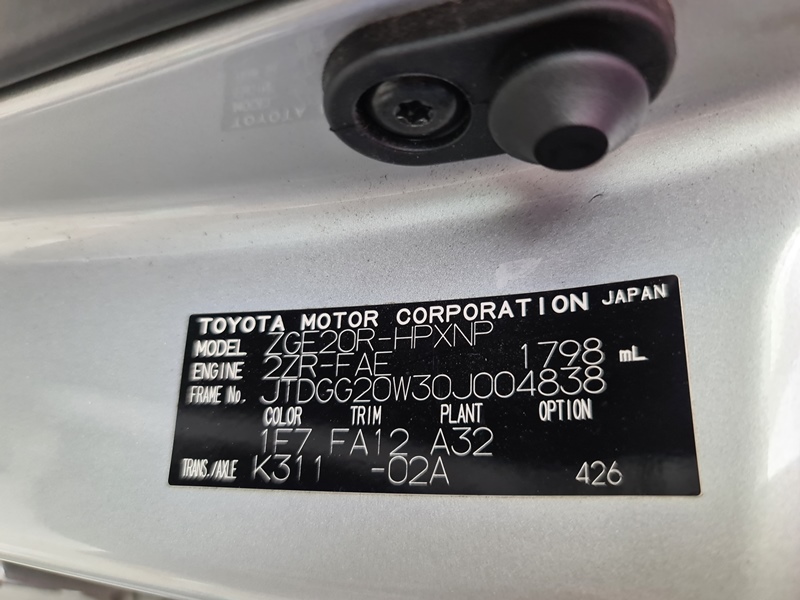 TOYOTA MOTOR CORPORATION JAPAN
MODEL ZGE20R-HPXNP
ENGINE 2ZR-FAE 1798 mL
FRAME No. JTDGG20W30J004838
COLOR TRIM PLANT OPTION
1F7 FA12 A32
TRANS./AXLE K311 -02A 426